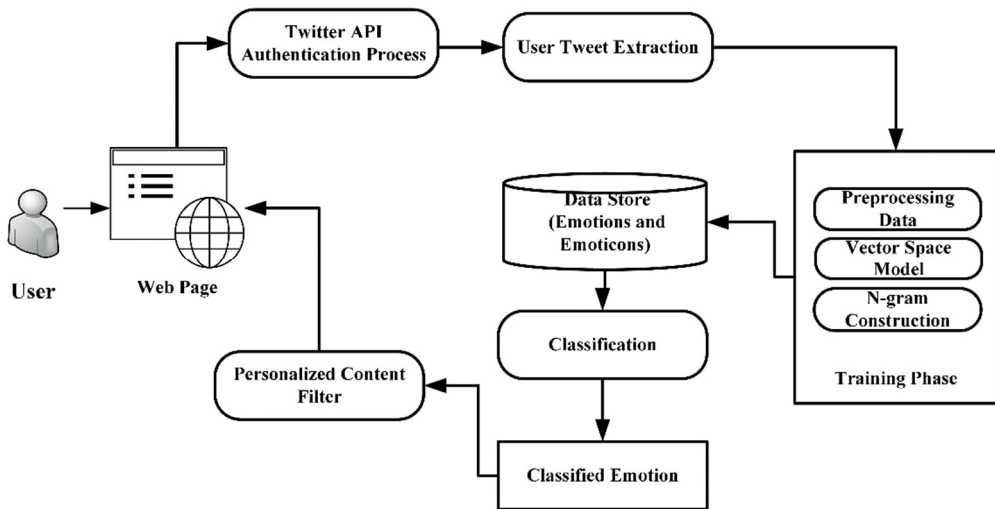 Twitter API
Authentication Process
User Tweet Extraction
User
Web Page
Data Store
(Emotions and
Emoticons)
Preprocessing
Data
Vector Space
Model
N-gram
Construction
Training Phase
Classification
Personalized Content
Filter
Classified Emotion